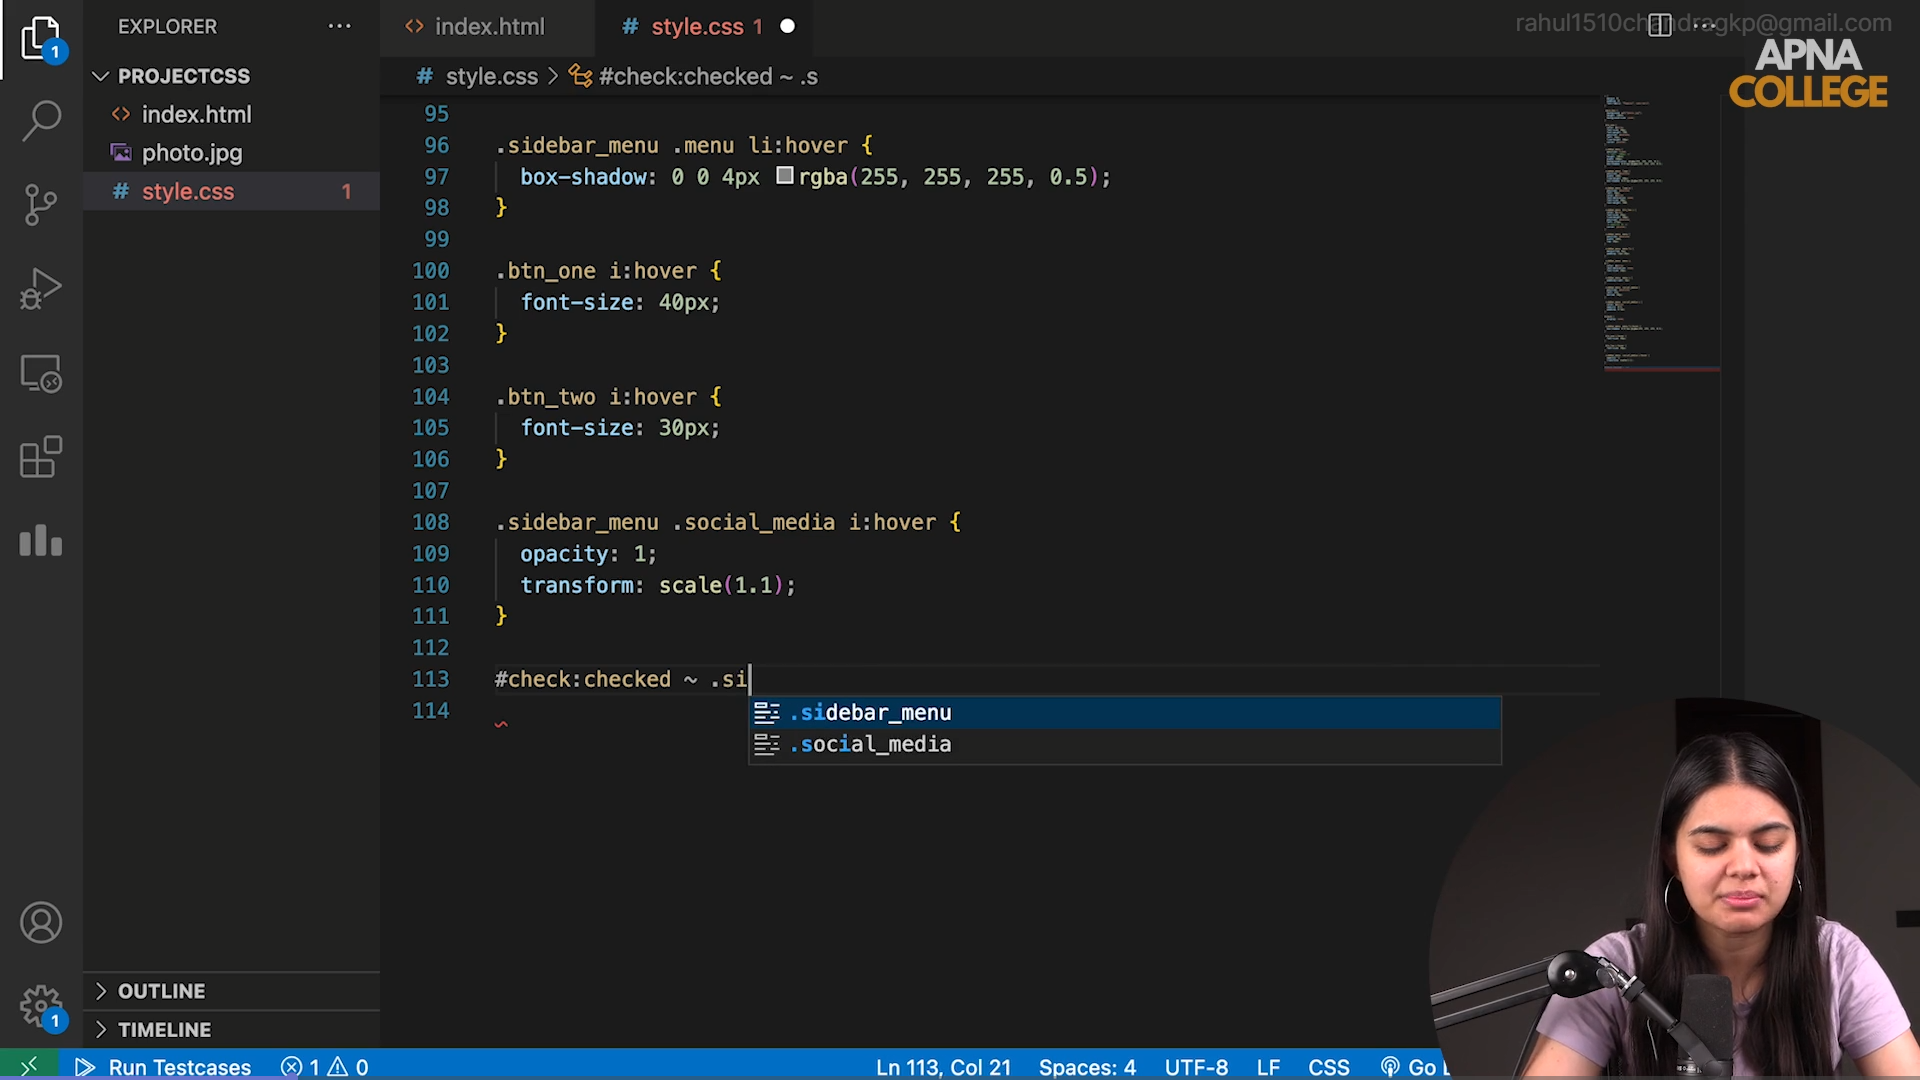 EXPLORER
PROJECTCSS
index.html
photo.jpg
style.css 1
OUTLINE
TIMELINE
index.html
style.css 1
rahul1510chandragkp@gmail.com
APNA
COLLEGE
# style.css > #check:checked ~ .s
95
96 .sidebar_menu .menu li:hover {
97 box-shadow: 0 0 4px rgba(255, 255, 255, 0.5);
98 }
99
100 .btn_one i:hover {
101 font-size: 40px;
102 }
103
104 .btn_two i:hover {
105 font-size: 30px;
106 }
107
108 .sidebar_menu .social_media i:hover {
109 opacity: 1;
110 transform: scale(1.1);
111 }
112
113 #check:checked ~ .si
114
.sidebar_menu
.social_media
1
1
Run Testcases 1 0 Ln 113, Col 21 Spaces: 4 UTF-8 LF CSS Go